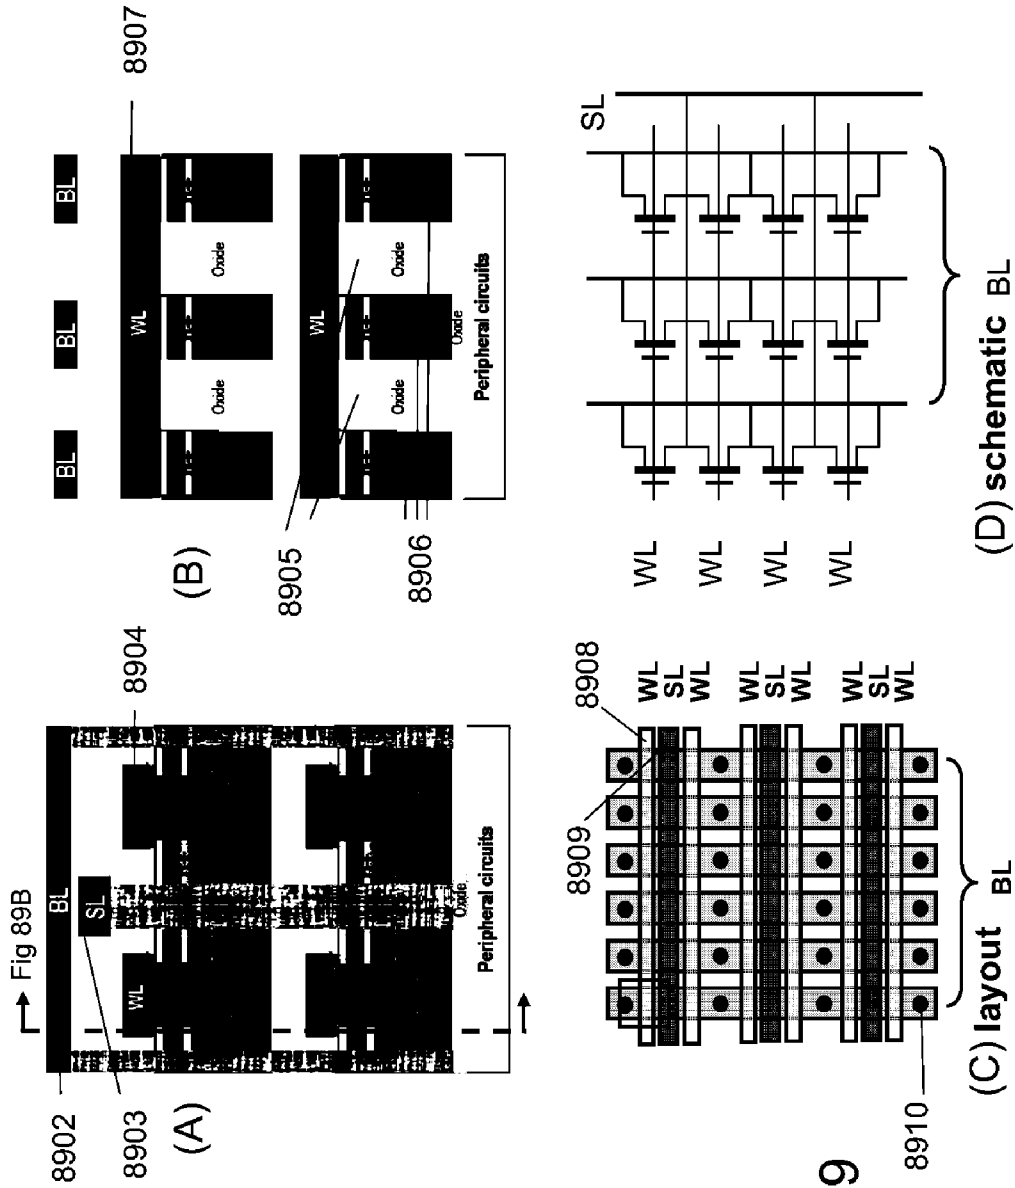 8902
8903
8904
(A)
Fig 89B
BL
SL
WL
Oxide
Peripheral circuits
(B)
8905
8906
8907
BL
BL
BL
WL
Oxide
Oxide
WL
Oxide
Oxide
Oxide
Peripheral circuits
(C) layout
BL
8908
8909
8910
WL
SL
WL
WL
SL
WL
WL
SL
WL
9
(D) schematic
BL
SL
WL
WL
WL
WL